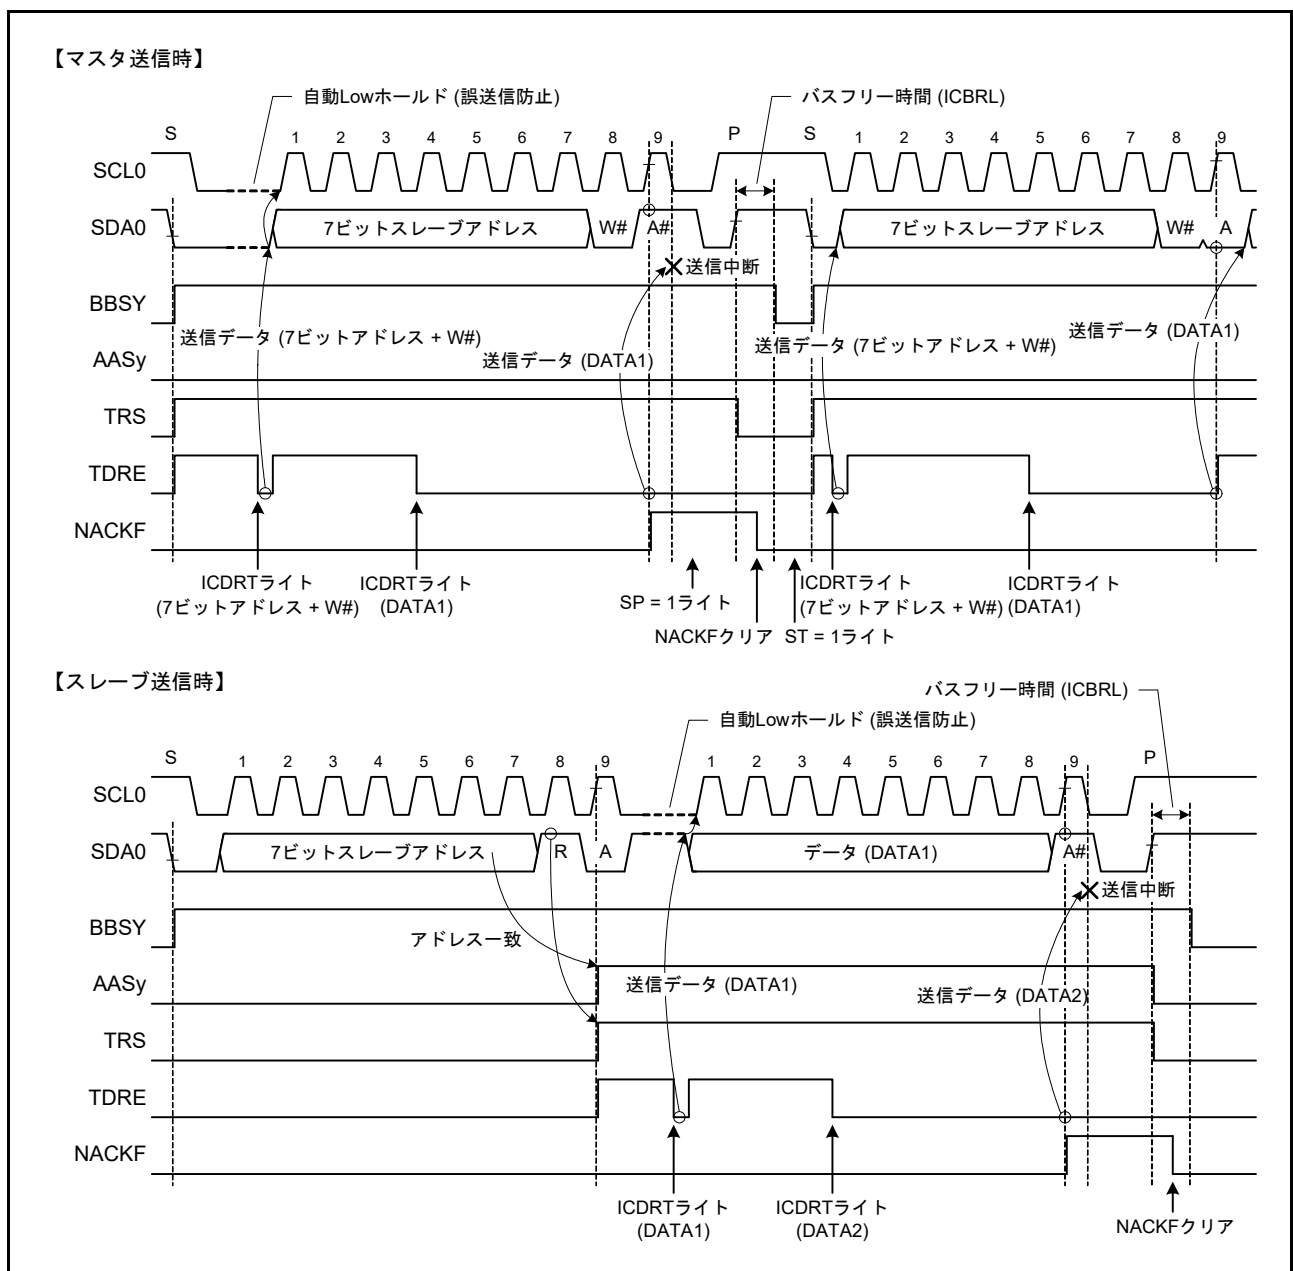 【マスタ送信時】
自動Lowホールド (誤送信防止)
バスフリー時間 (ICBRL)
S 1 2 3 4 5 6 7 8 9 P S 1 2 3 4 5 6 7 8 9
SCL0
SDA0 7ビットスレーブアドレス W# A# 7ビットスレーブアドレス W# A
送信中断
BBSY
送信データ (7ビットアドレス + W#) 送信データ (DATA1) 送信データ (7ビットアドレス + W#) 送信データ (DATA1)
AASy
TRS
TDRE
NACKF
ICDRTライト ICDRTライト ICDRTライト ICDRTライト
(7ビットアドレス + W#) (DATA1) SP = 1ライト (7ビットアドレス + W#) (DATA1)
NACKFクリア ST = 1ライト
【スレーブ送信時】
バスフリー時間 (ICBRL)
自動Lowホールド (誤送信防止)
S 1 2 3 4 5 6 7 8 9 1 2 3 4 5 6 7 8 9 P
SCL0
SDA0 7ビットスレーブアドレス R A データ (DATA1) A#
送信中断
BBSY
アドレス一致
AASy 送信データ (DATA1) 送信データ (DATA2)
TRS
TDRE
NACKF
ICDRTライト ICDRTライト
(DATA1) (DATA2) NACKFクリア